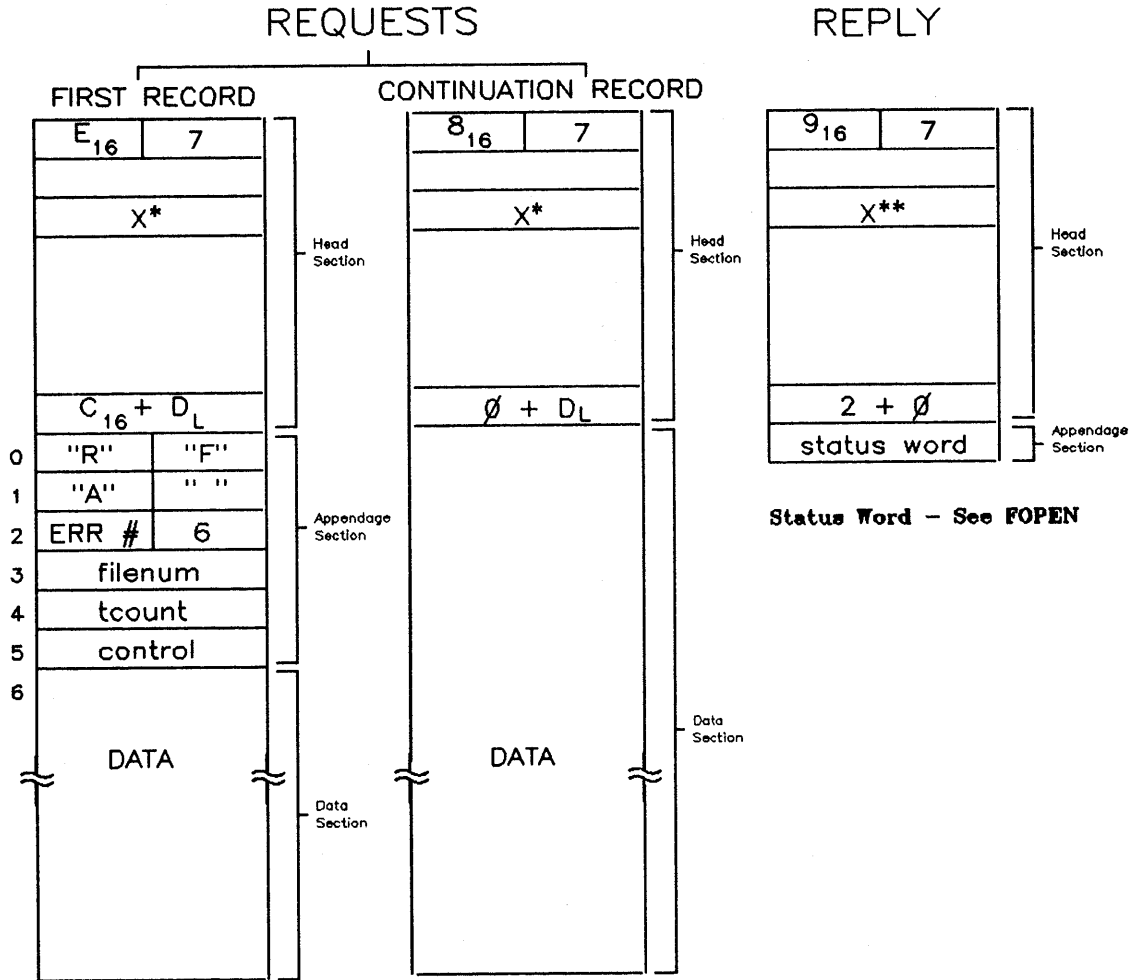 REQUESTS
REPLY
FIRST RECORD
CONTINUATION RECORD
E16 7
X*
C16 + DL
Head
Section
0 "R" "F"
1 "A" " "
2 ERR # 6
3 filenum
4 tcount
5 control
6
Appendage
Section
DATA
Data
Section
816 7
X*
Ø + DL
Head
Section
DATA
Data
Section
916 7
X**
2 + Ø
Head
Section
status word
Appendage
Section
Status Word – See FOPEN